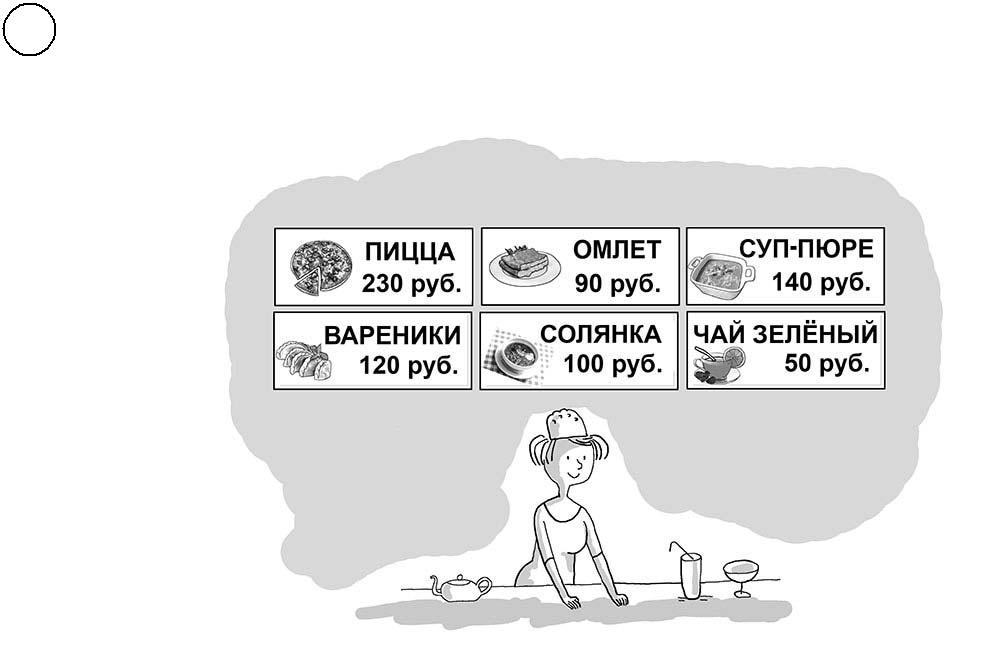 ПИЦЦА
230 руб.
ОМЛЕТ
90 руб.
СУП-ПЮРЕ
140 руб.
ВАРЕНИКИ
120 руб.
СОЛЯНКА
100 руб.
ЧАЙ ЗЕЛЁНЫЙ
50 руб.